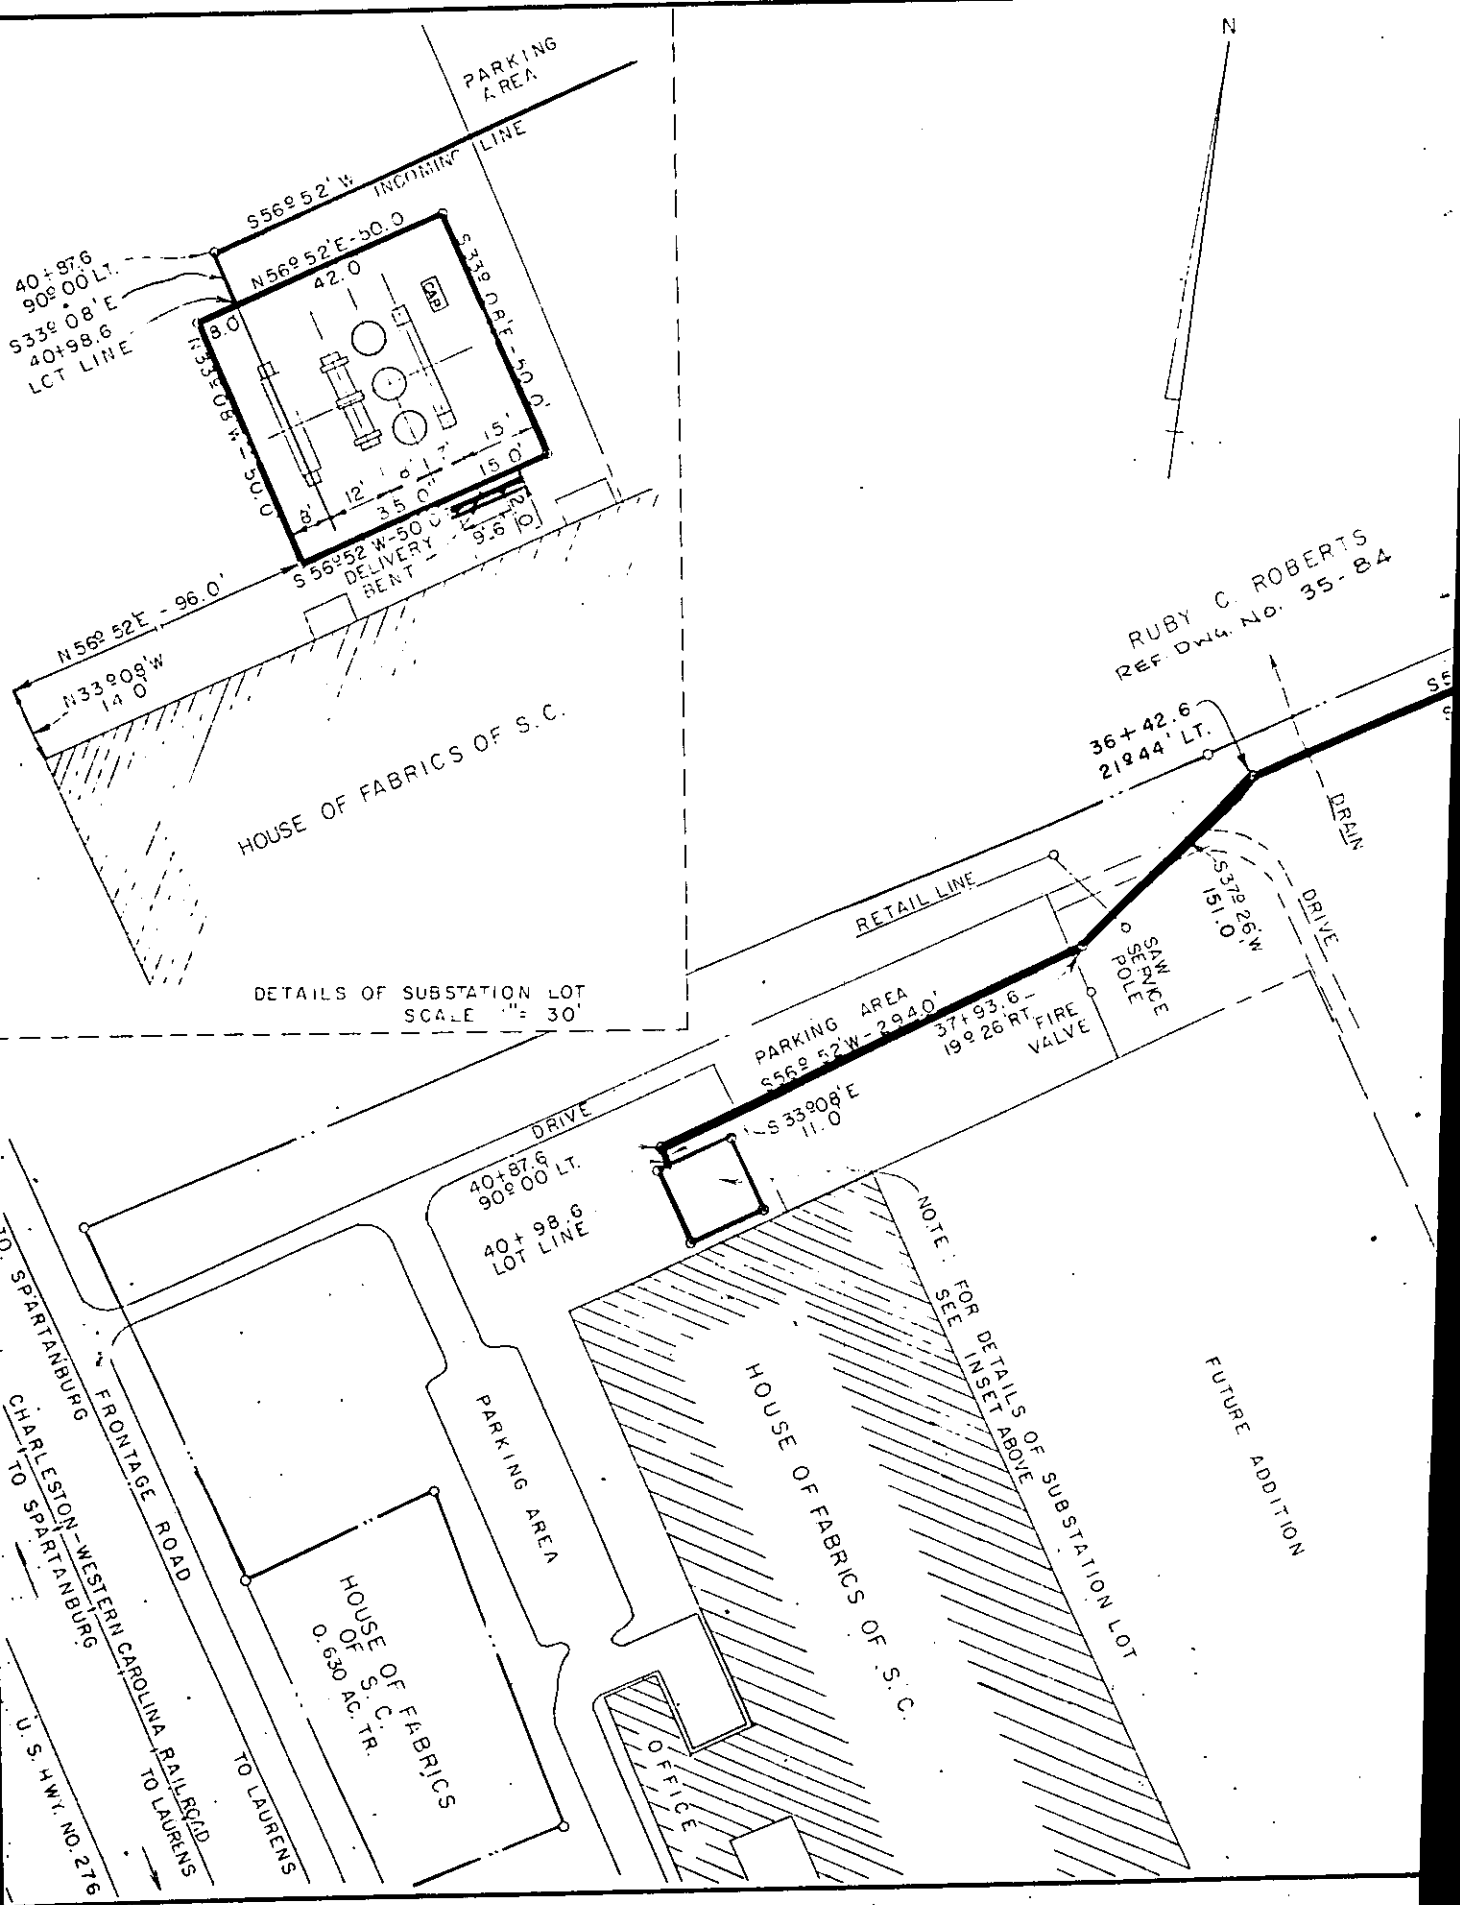 N
PARKING
AREA
INCOMING LINE
S56º52'W
40+87.6
90º00 LT.
S33º08'E
40+98.6
LOT LINE
N56º52'E-50.0
42.0
8.0
CAP
S33º08'E-50.0'
N33º08'W-50.0
8'
12'
15'
35.0
15.0'
S56º52'W-50.0
2.0
9.6'
DELIVERY
BENT
N56º52'E - 96.0'
N33º08'W
14.0'
HOUSE OF FABRICS OF S.C.
DETAILS OF SUBSTATION LOT
SCALE 1"= 30'
RUBY C. ROBERTS
REF. DWG. NO. 35-84
36+42.6
21º44' LT.
DRAIN
RETAIL LINE
S37º26'W
151.0'
DRIVE
SAW
SERVICE
POLE
PARKING AREA
S56º52'W-294.0'
37+93.6
19º26'RT.
FIRE
VALVE
S33º08'E
11.0'
DRIVE
40+87.6
90º00 LT.
40+98.6
LOT LINE
NOTE: FOR DETAILS OF SUBSTATION LOT
SEE INSET ABOVE
FUTURE ADDITION
HOUSE OF FABRICS OF S.C.
PARKING AREA
OFFICE
HOUSE OF FABRICS
OF S.C.
0.630 AC. TR.
TO SPARTANBURG
FRONTAGE ROAD
TO LAURENS
CHARLESTON-WESTERN CAROLINA RAILROAD
TO SPARTANBURG
TO LAURENS
U.S. HWY. NO. 276